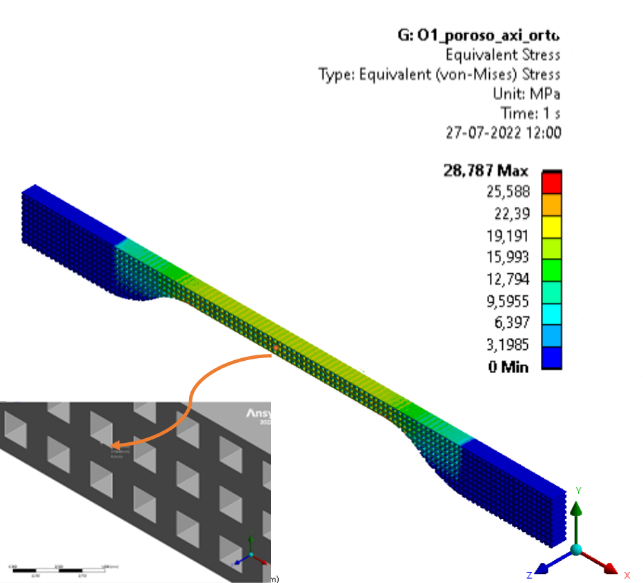 G: O1_poroso_axi_orto
Equivalent Stress
Type: Equivalent (von-Mises) Stress
Unit: MPa
Time: 1 s
27-07-2022 12:00
28,787 Max
25,588
22,39
19,191
15,993
12,794
9,5955
6,397
3,1985
0 Min
Ansy
202
Y
Z
X